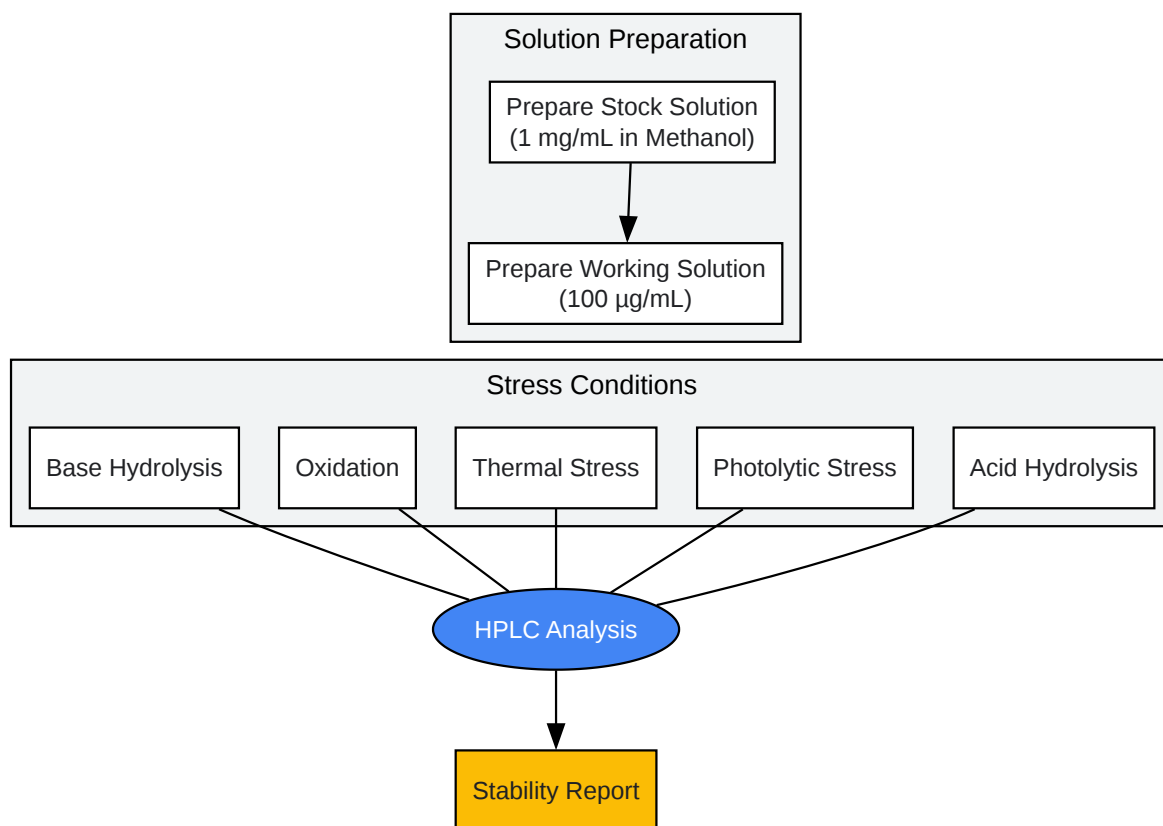 Solution Preparation
Prepare Stock Solution
(1 mg/mL in Methanol)
Prepare Working Solution
(100 µg/mL)
Stress Conditions
Base Hydrolysis
Oxidation
Thermal Stress
Photolytic Stress
Acid Hydrolysis
HPLC Analysis
Stability Report